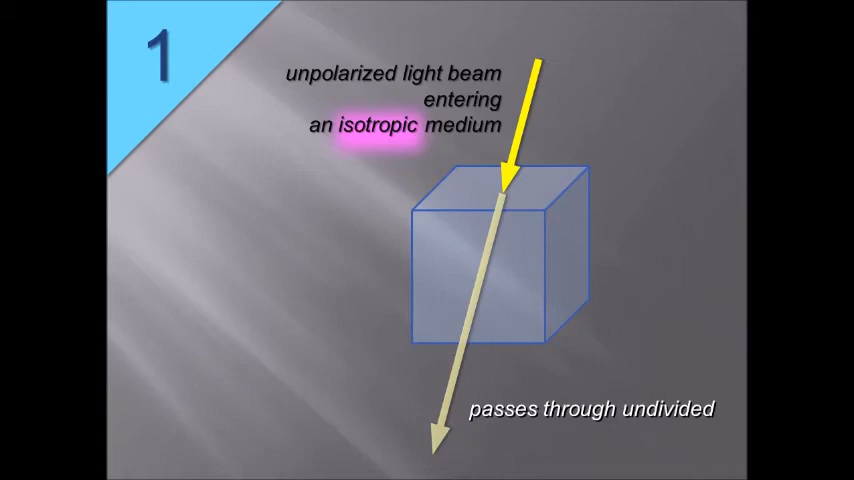 1
unpolarized light beam
entering
an isotropic medium
passes through undivided